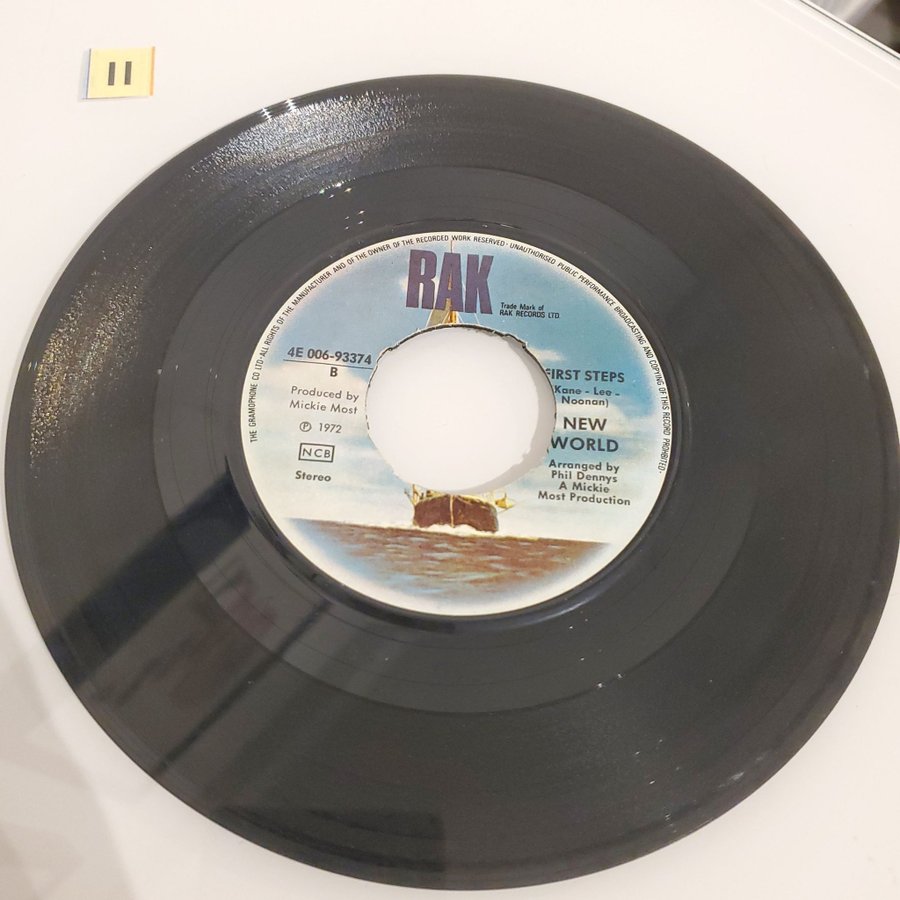 11
THE GRAMOPHONE CO LTD·ALL RIGHTS OF THE MANUFACTURER AND OF THE OWNER OF THE RECORDED WORK RESERVED·UNAUTHORISED PUBLIC PERFORMANCE BROADCASTING AND COPYING OF THIS RECORD PROHIBITED·
RAK
Trade Mark of
RAK RECORDS LTD.
4E 006-93374
B
Produced by
Mickie Most
℗ 1972
NCB
Stereo
FIRST STEPS
(Kane - Lee -
Noonan)
NEW
WORLD
Arranged by
Phil Dennys
A Mickie
Most Production